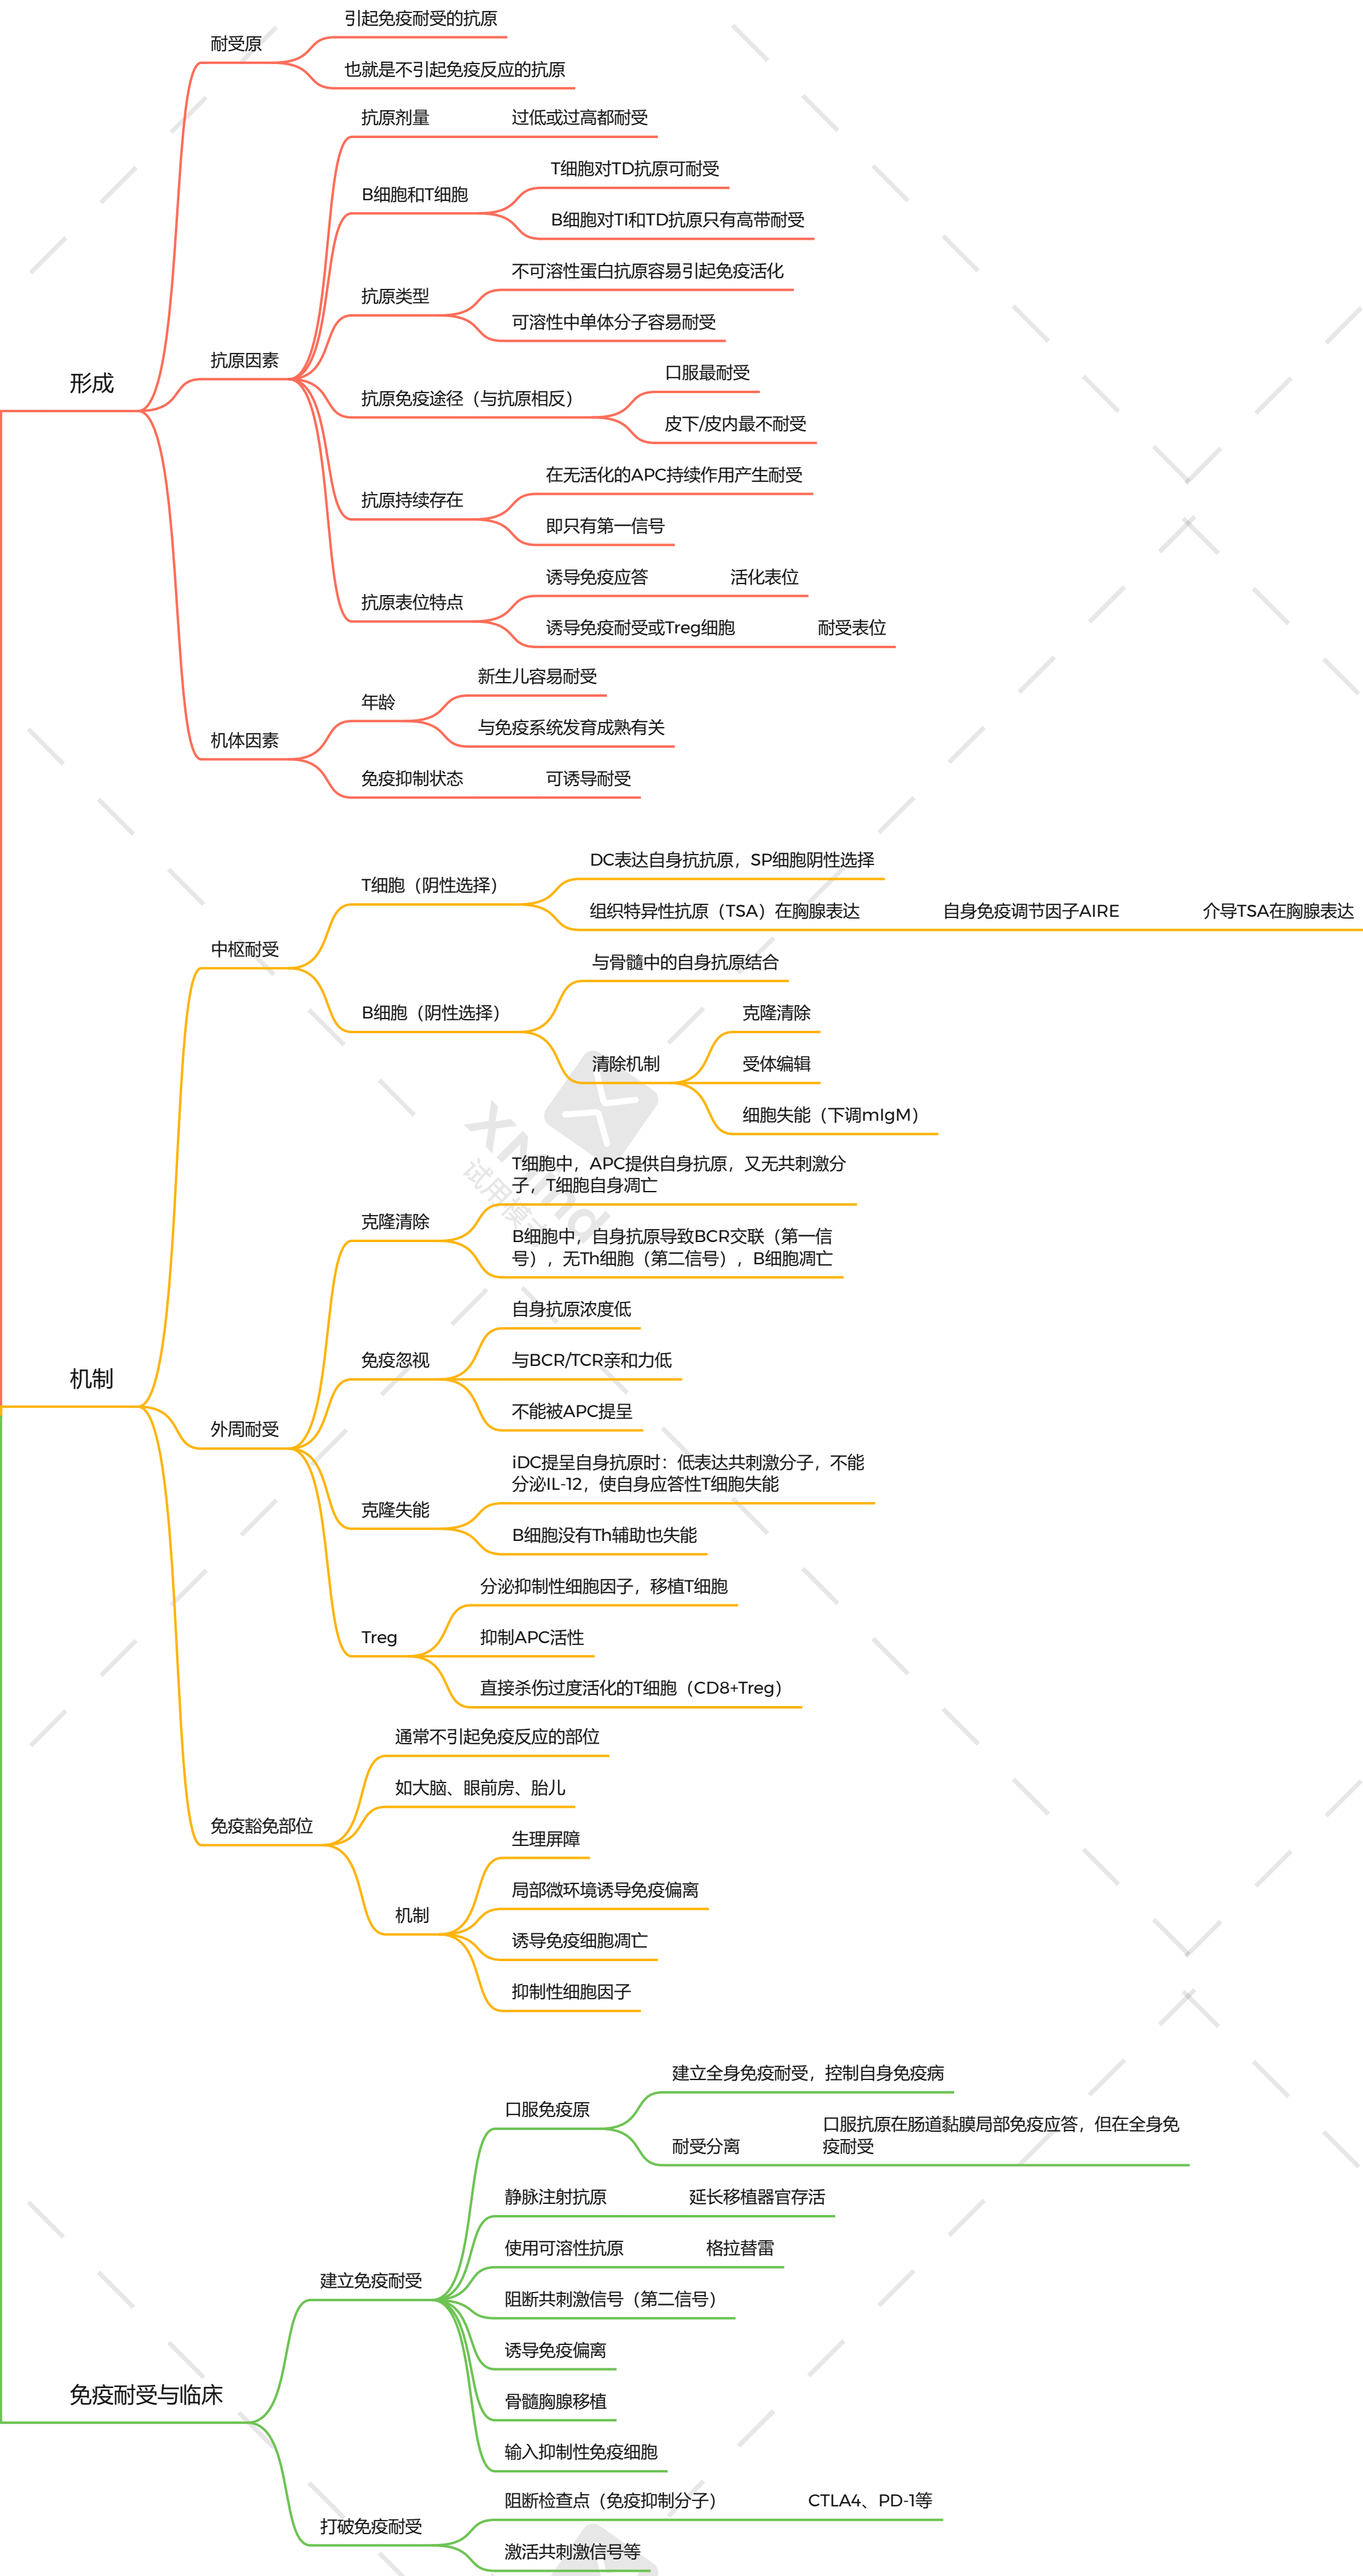 引起免疫耐受的抗原
耐受原
也就是不引起免疫反应的抗原
抗原剂量 过低或过高都耐受
T细胞对TD抗原可耐受
B细胞和T细胞
B细胞对TI和TD抗原只有高带耐受
不可溶性蛋白抗原容易引起免疫活化
抗原类型
可溶性中单体分子容易耐受
抗原因素
形成
口服最耐受
抗原免疫途径（与抗原相反）
皮下/皮内最不耐受
在无活化的APC持续作用产生耐受
抗原持续存在
即只有第一信号
诱导免疫应答 活化表位
抗原表位特点
诱导免疫耐受或Treg细胞 耐受表位
新生儿容易耐受
年龄
与免疫系统发育成熟有关
机体因素
免疫抑制状态 可诱导耐受
DC表达自身抗抗原，SP细胞阴性选择
T细胞（阴性选择）
组织特异性抗原（TSA）在胸腺表达 自身免疫调节因子AIRE 介导TSA在胸腺表达
中枢耐受
与骨髓中的自身抗原结合
B细胞（阴性选择）
克隆清除
清除机制
受体编辑
细胞失能（下调mIgM）
T细胞中，APC提供自身抗原，又无共刺激分
子，T细胞自身凋亡
克隆清除
B细胞中，自身抗原导致BCR交联（第一信
号），无Th细胞（第二信号），B细胞凋亡
自身抗原浓度低
免疫忽视
机制
与BCR/TCR亲和力低
不能被APC提呈
外周耐受
iDC提呈自身抗原时：低表达共刺激分子，不能
分泌IL-12，使自身应答性T细胞失能
克隆失能
B细胞没有Th辅助也失能
分泌抑制性细胞因子，移植T细胞
Treg
抑制APC活性
直接杀伤过度活化的T细胞（CD8+Treg）
通常不引起免疫反应的部位
如大脑、眼前房、胎儿
免疫豁免部位
生理屏障
局部微环境诱导免疫偏离
机制
诱导免疫细胞凋亡
抑制性细胞因子
建立全身免疫耐受，控制自身免疫病
口服免疫原
口服抗原在肠道黏膜局部免疫应答，但在全身免
疫耐受
耐受分离
静脉注射抗原 延长移植器官存活
使用可溶性抗原 格拉替雷
建立免疫耐受
阻断共刺激信号（第二信号）
诱导免疫偏离
免疫耐受与临床
骨髓胸腺移植
输入抑制性免疫细胞
阻断检查点（免疫抑制分子） CTLA4、PD-1等
打破免疫耐受
激活共刺激信号等
XMind
试用模式